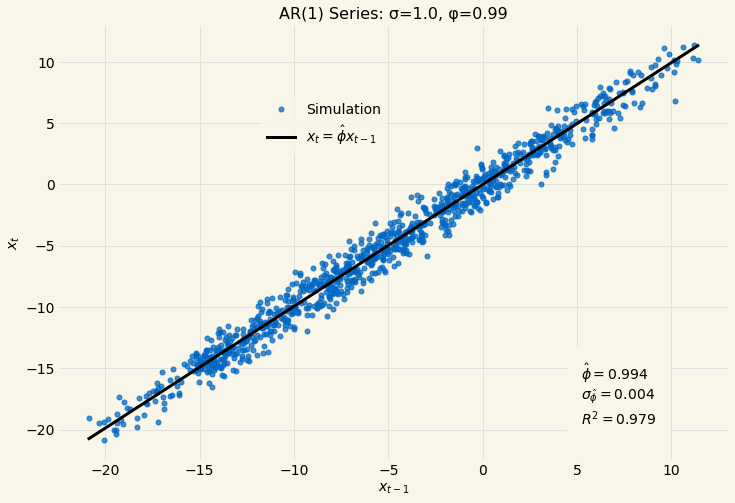 AR(1) Series: σ=1.0, φ=0.99
10
5
0
−5
−10
−15
−20
x_t
Simulation
x_t = ϕ̂x_{t−1}
ϕ̂ = 0.994
σ_ϕ̂ = 0.004
R² = 0.979
−20 −15 −10 −5 0 5 10
x_{t−1}